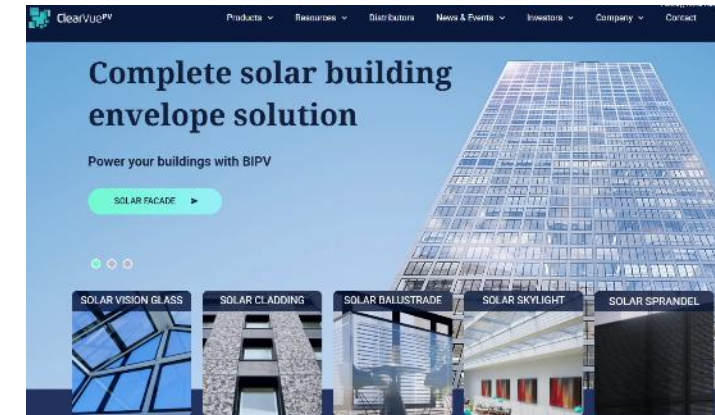 ClearVuePV
Products Resources Distributors News & Events Investors Company Contact
Complete solar building
envelope solution
Power your buildings with BIPV
SOLAR FACADE
SOLAR VISION GLASS SOLAR CLADDING SOLAR BALUSTRADE SOLAR SKYLIGHT SOLAR SPRANDEL